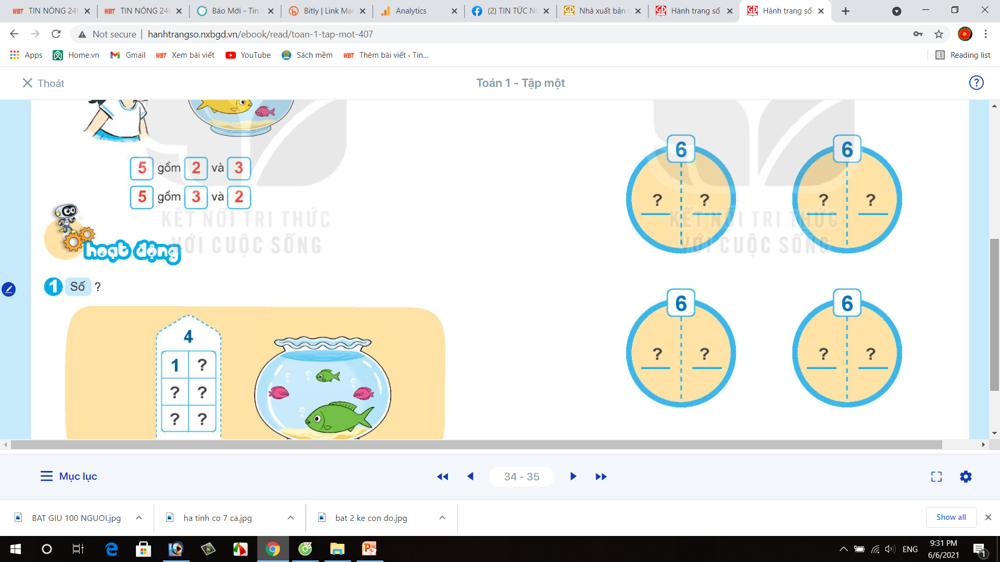 TIN NÓNG 24H
TIN NÓNG 24H
Báo Mới - Tin
Bitly | Link Ma
Analytics
(2) TIN TỨC N
Nhà xuất bản
Hành trang số
Hành trang số
Not secure | hanhtrangso.nxbgd.vn/ebook/read/toan-1-tap-mot-407
Apps
Home.vn
Gmail
WBT Xem bài viết
YouTube
Sách mềm
WBT Thêm bài viết ‹ Tin...
Reading list
Thoát
Toán 1 - Tập một
?
5 gồm 2 và 3
5 gồm 3 và 2
KẾT NỐI TRI THỨC
VỚI CUỘC SỐNG
hoạt động
1 Số ?
4
1 ?
? ?
? ?
6
? ?
6
? ?
KẾT NỐI TRI THỨC
VỚI CUỘC SỐNG
6
? ?
6
? ?
Mục lục
34 - 35
BAT GIU 100 NGUOI.jpg
ha tinh co 7 ca.jpg
bat 2 ke con do.jpg
Show all
ENG
9:31 PM
6/6/2021
1